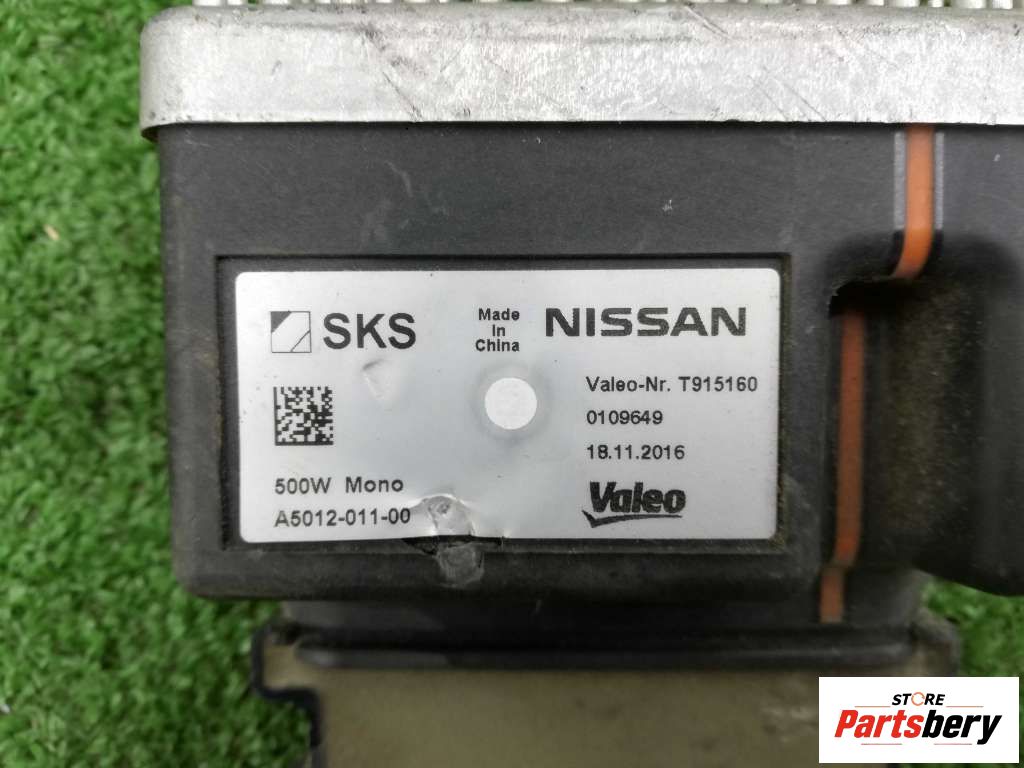 SKS
Made
In
China
NISSAN
Valeo-Nr. T915160
0109649
18.11.2016
500W Mono
A5012-011-00
Valeo
STORE
Partsbery